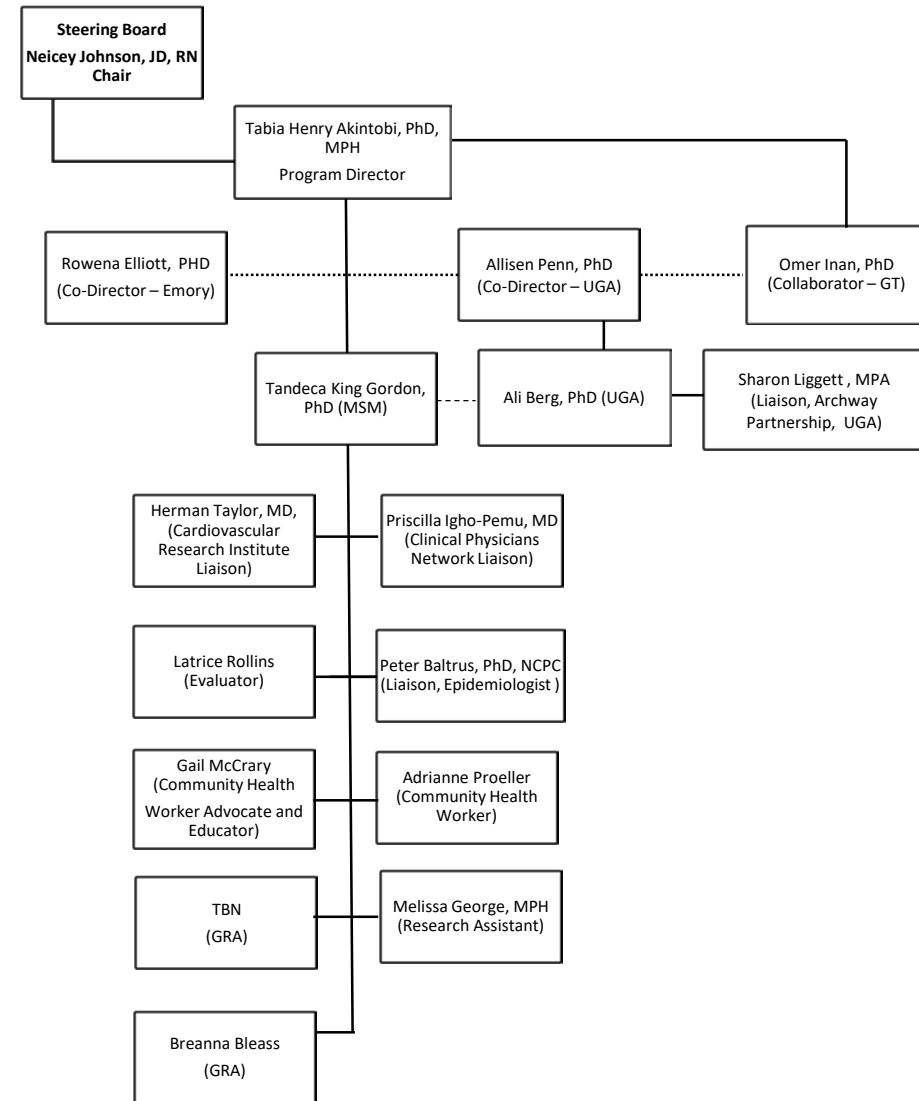 Steering Board
Neicey Johnson, JD, RN
Chair
Tabia Henry Akintobi, PhD,
MPH
Program Director
Rowena Elliott, PHD
(Co-Director – Emory)
Allisen Penn, PhD
(Co-Director – UGA)
Omer Inan, PhD
(Collaborator – GT)
Tandeca King Gordon,
PhD (MSM)
Ali Berg, PhD (UGA)
Sharon Liggett , MPA
(Liaison, Archway
Partnership, UGA)
Herman Taylor, MD,
(Cardiovascular
Research Institute
Liaison)
Priscilla Igho-Pemu, MD
(Clinical Physicians
Network Liaison)
Latrice Rollins
(Evaluator)
Peter Baltrus, PhD, NCPC
(Liaison, Epidemiologist )
Gail McCrary
(Community Health
Worker Advocate and
Educator)
Adrianne Proeller
(Community Health
Worker)
TBN
(GRA)
Melissa George, MPH
(Research Assistant)
Breanna Bleass
(GRA)